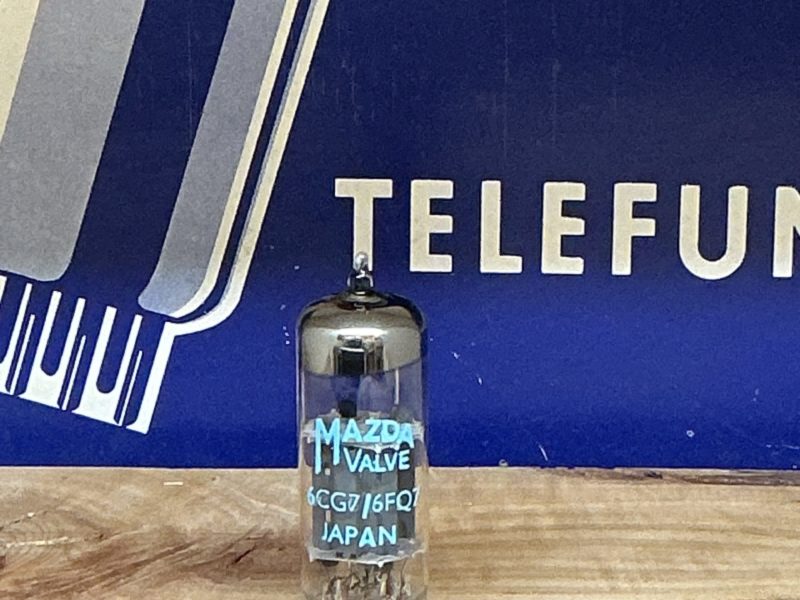 TELEFUN
MAZDA
VALVE
6CG7/6FQ7
JAPAN